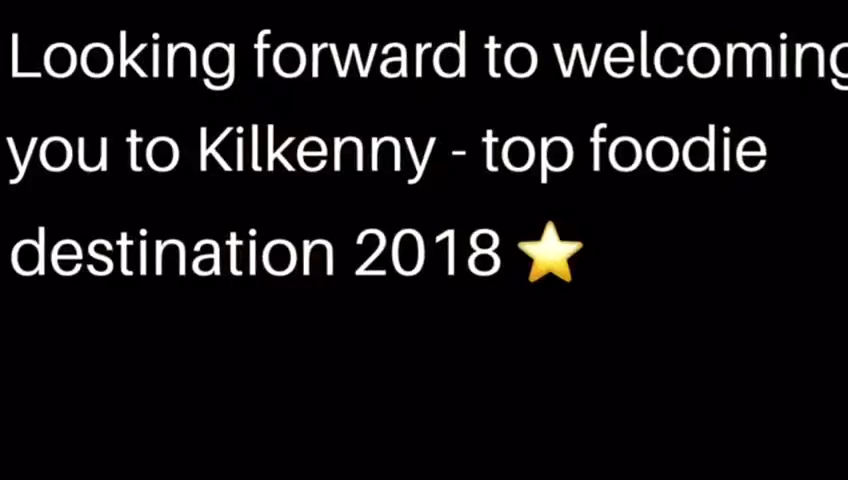 Looking forward to welcoming
you to Kilkenny - top foodie
destination 2018 ⭐